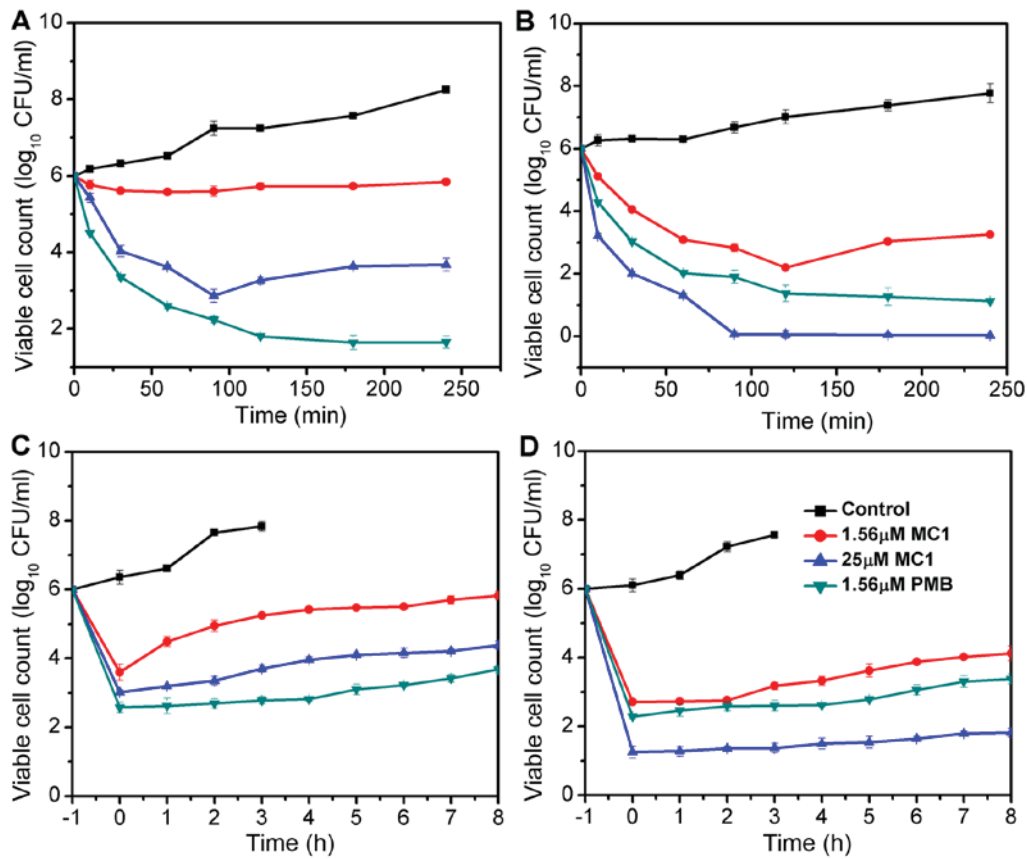 A
10
8
6
4
2
Viable cell count (log10 CFU/ml)
0 50 100 150 200 250
Time (min)
B
10
8
6
4
2
0
Viable cell count (log10 CFU/ml)
0 50 100 150 200 250
Time (min)
C
10
8
6
4
2
0
Viable cell count (log10 CFU/ml)
-1 0 1 2 3 4 5 6 7 8
Time (h)
D
10
8
6
4
2
0
Viable cell count (log10 CFU/ml)
Control
1.56μM MC1
25μM MC1
1.56μM PMB
-1 0 1 2 3 4 5 6 7 8
Time (h)